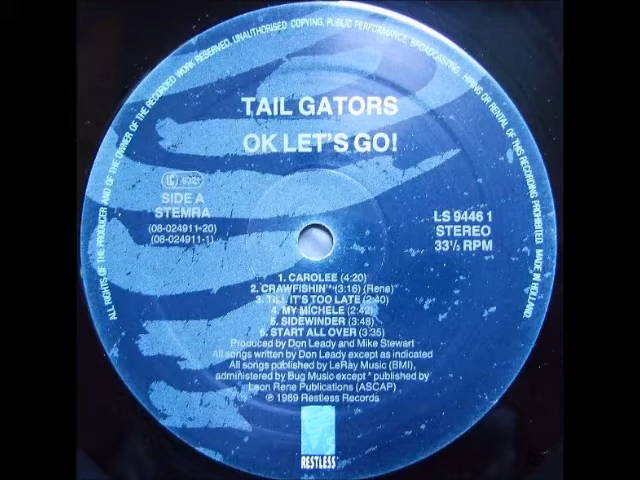 ALL RIGHTS OF THE PRODUCER AND OF THE OWNER OF THE RECORDED WORK RESERVED. UNAUTHORISED COPYING, PUBLIC PERFORMANCE, BROADCASTING, HIRING OR RENTAL OF THIS RECORDING PROHIBITED. MADE IN HOLLAND
TAIL GATORS
OK LET'S GO!
LC
SIDE A
STEMRA
(08-024911-20)
(08-024911-1)
LS 9446 1
STEREO
33⅓ RPM
1. CAROLEE (4:20)
2. CRAWFISHIN'* (3:16) (Rene)
3. TILL IT'S TOO LATE (2:40)
4. MY MICHELE (2:42)
5. SIDEWINDER (3:48)
6. START ALL OVER (3:35)
Produced by Don Leady and Mike Stewart
All songs written by Don Leady except as indicated
All songs published by LeRay Music (BMI),
administered by Bug Music except * published by
Leon Rene Publications (ASCAP)
℗ 1989 Restless Records
RESTLESS